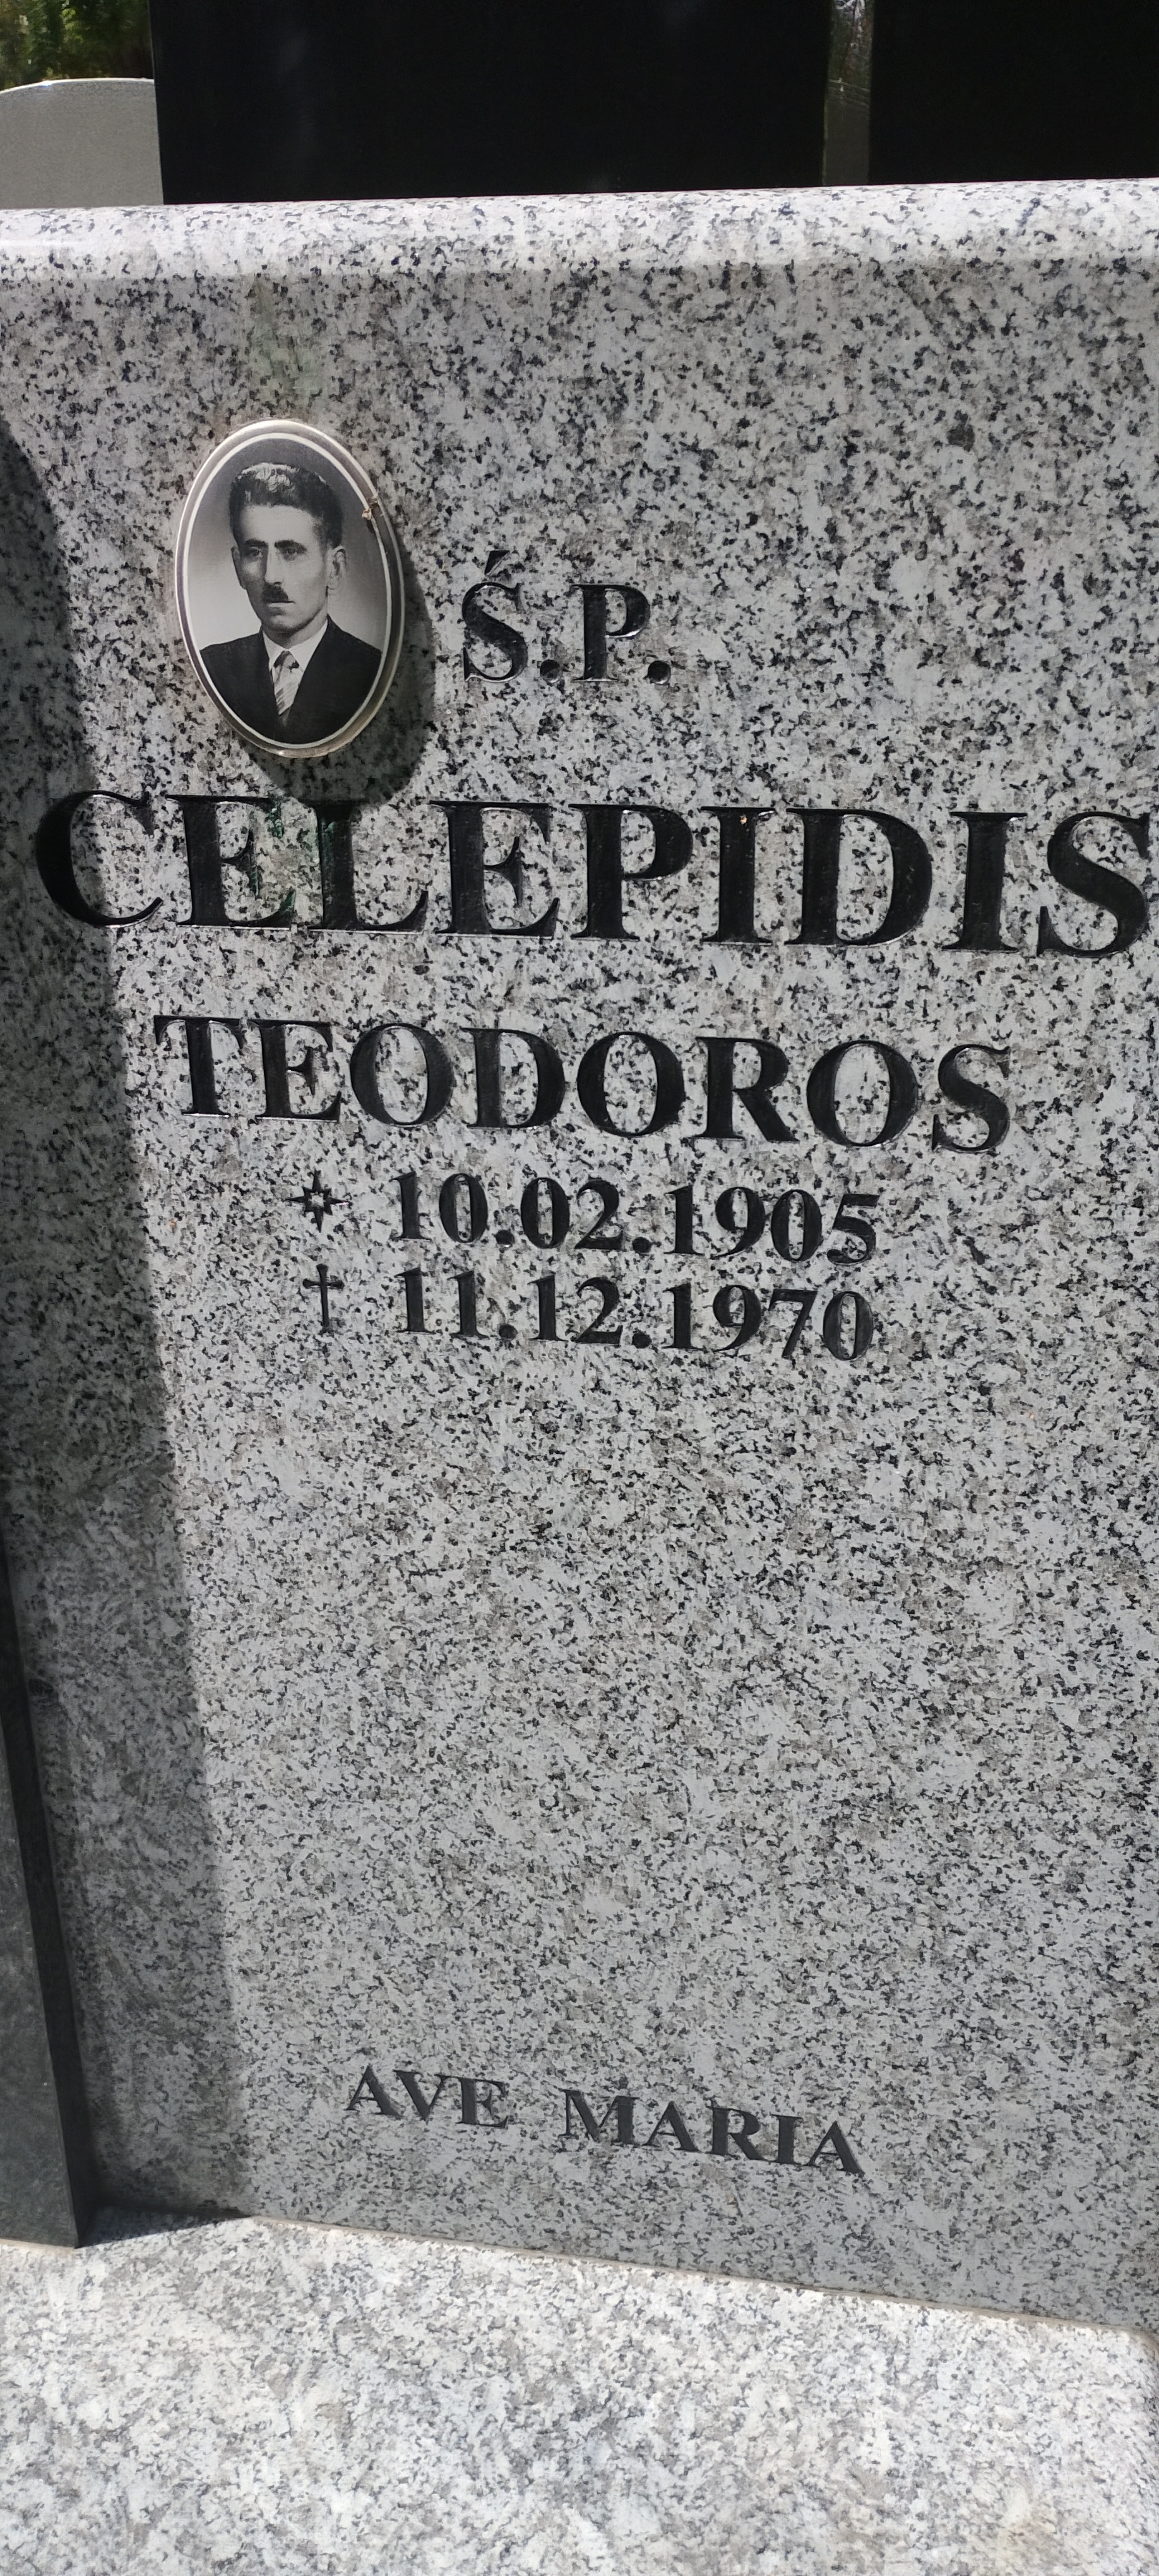 Ś.P.
CELEPIDIS
TEODOROS
✴ 10.02.1905
† 11.12.1970
AVE MARIA